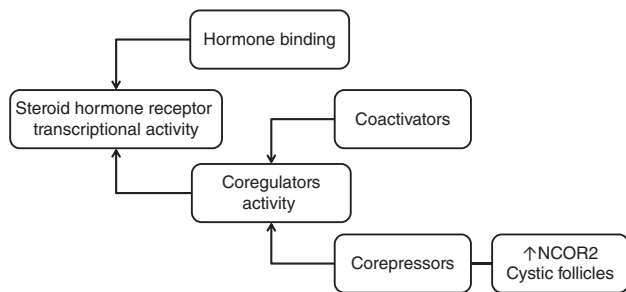 Hormone binding
Steroid hormone receptor
transcriptional activity
Coactivators
Coregulators
activity
Corepressors
↑NCOR2
Cystic follicles